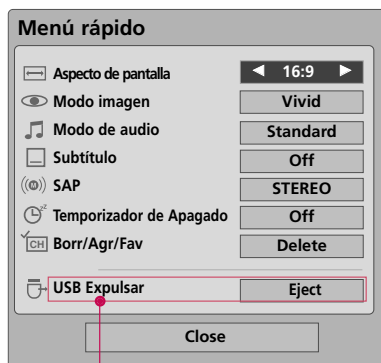 Menú rápido
Aspecto de pantalla 16:9
Modo imagen Vivid
Modo de audio Standard
Subtítulo Off
SAP STEREO
Temporizador de Apagado Off
CH Borr/Agr/Fav Delete
USB Expulsar Eject
Close